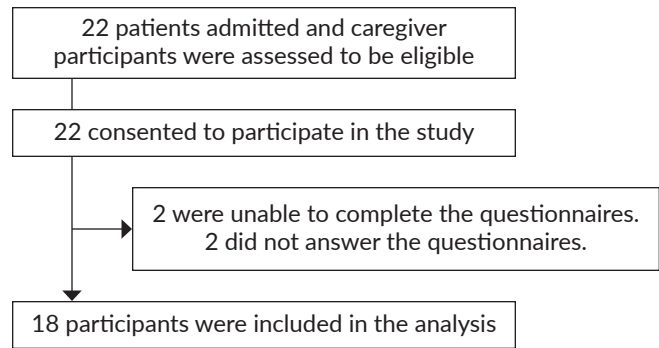 22 patients admitted and caregiver
participants were assessed to be eligible
22 consented to participate in the study
2 were unable to complete the questionnaires.
2 did not answer the questionnaires.
18 participants were included in the analysis